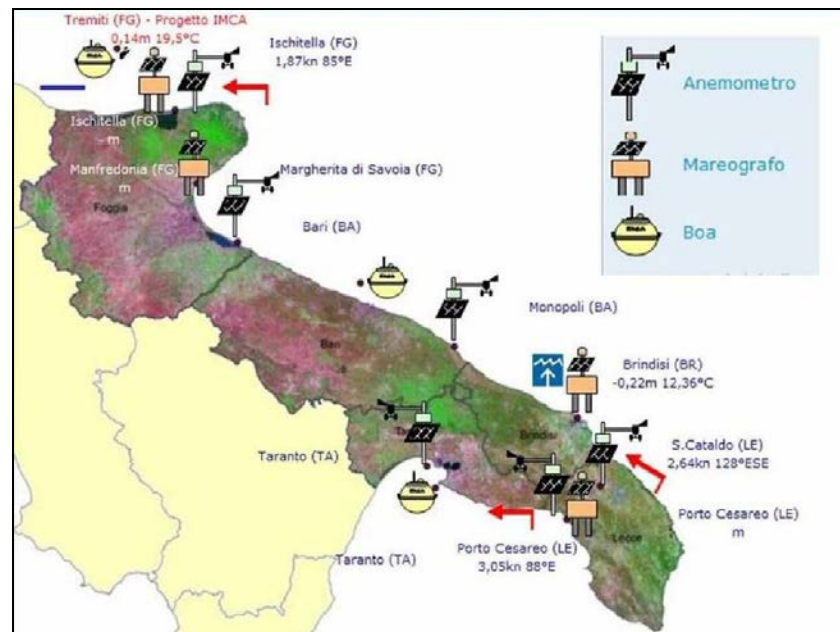 Tremiti (FG) - Progetto IMCA
0,14m 19,5°C
Ischitella (FG)
1,87kn 85°E
Anemometro
Ischitella (FG)
m
Mareografo
Manfredonia (FG)
m
Margherita di Savoia (FG)
Foggia
Bari (BA)
Boa
Monopoli (BA)
Bari
Brindisi (BR)
-0,22m 12,36°C
Brindisi
S.Cataldo (LE)
2,64kn 128°ESE
Taranto (TA)
Porto Cesareo (LE)
m
Lecce
Taranto (TA)
Porto Cesareo (LE)
3,05kn 88°E